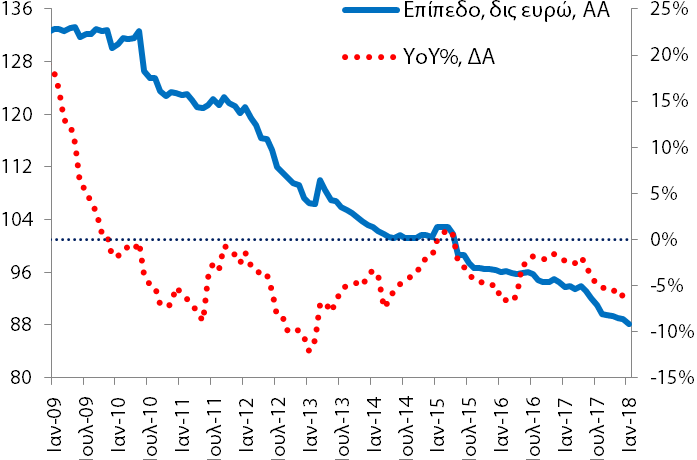 Επίπεδο, δις ευρώ, ΑΑ
YoY%, ΔΑ
136
128
120
112
104
96
88
80
25%
20%
15%
10%
5%
0%
-5%
-10%
-15%
Ιαν-09
Ιουλ-09
Ιαν-10
Ιουλ-10
Ιαν-11
Ιουλ-11
Ιαν-12
Ιουλ-12
Ιαν-13
Ιουλ-13
Ιαν-14
Ιουλ-14
Ιαν-15
Ιουλ-15
Ιαν-16
Ιουλ-16
Ιαν-17
Ιουλ-17
Ιαν-18